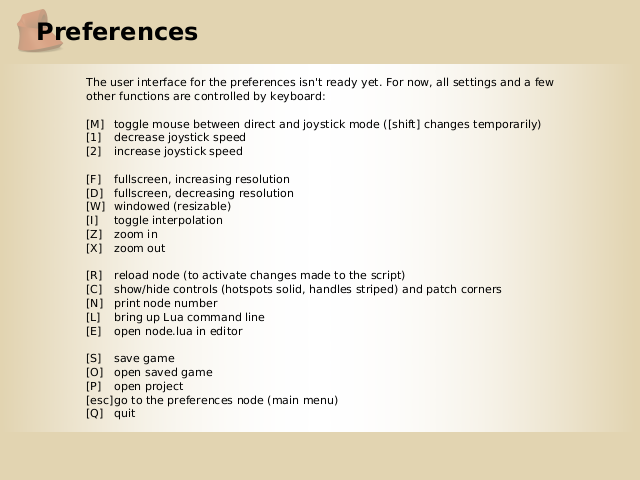 Preferences
The user interface for the preferences isn't ready yet. For now, all settings and a few
other functions are controlled by keyboard:
[M] toggle mouse between direct and joystick mode ([shift] changes temporarily)
[1] decrease joystick speed
[2] increase joystick speed
[F] fullscreen, increasing resolution
[D] fullscreen, decreasing resolution
[W] windowed (resizable)
[I] toggle interpolation
[Z] zoom in
[X] zoom out
[R] reload node (to activate changes made to the script)
[C] show/hide controls (hotspots solid, handles striped) and patch corners
[N] print node number
[L] bring up Lua command line
[E] open node.lua in editor
[S] save game
[O] open saved game
[P] open project
[esc]go to the preferences node (main menu)
[Q] quit